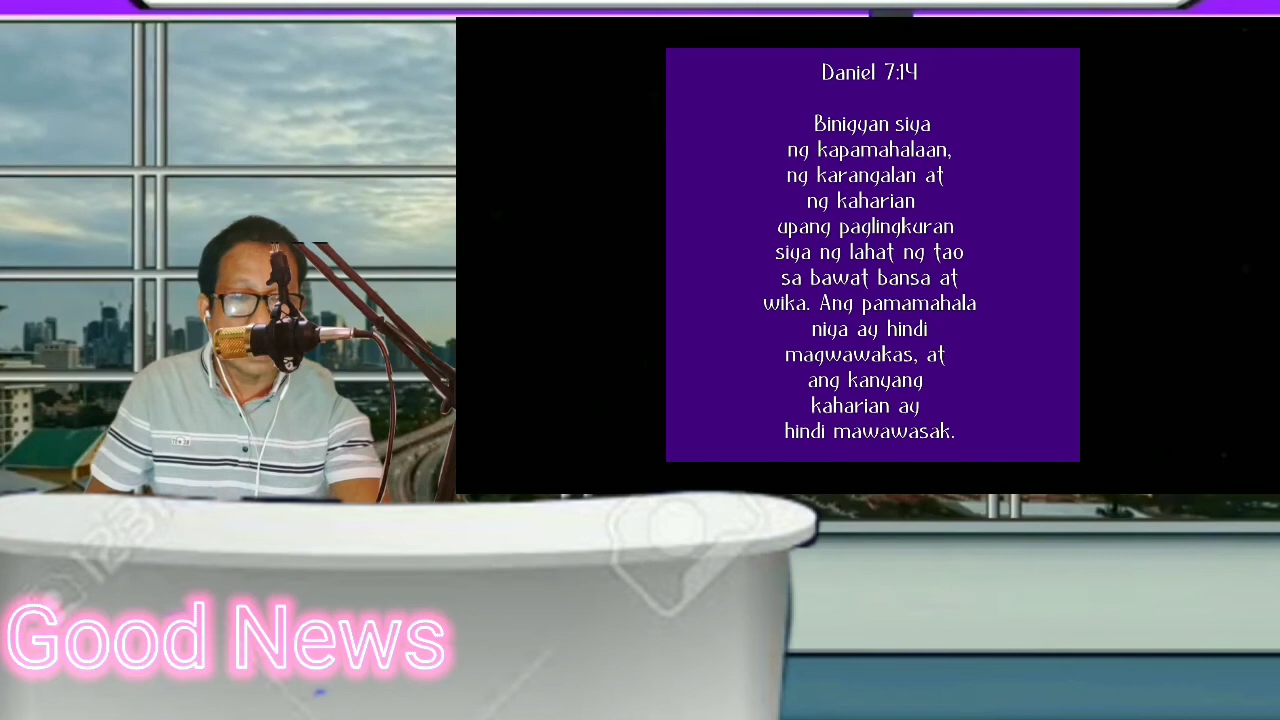 Daniel 7:14
Binigyan siya
ng kapamahalaan,
ng karangalan at
ng kaharian
upang paglingkuran
siya ng lahat ng tao
sa bawat bansa at
wika. Ang pamamahala
niya ay hindi
magwawakas, at
ang kanyang
kaharian ay
hindi mawawasak.
Good News